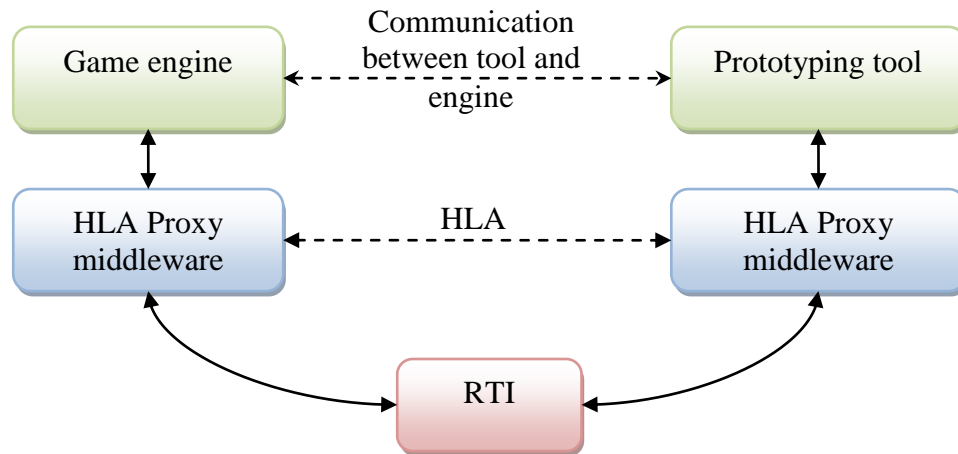 Game engine
Communication
between tool and
engine
Prototyping tool
HLA Proxy
middleware
HLA
HLA Proxy
middleware
RTI